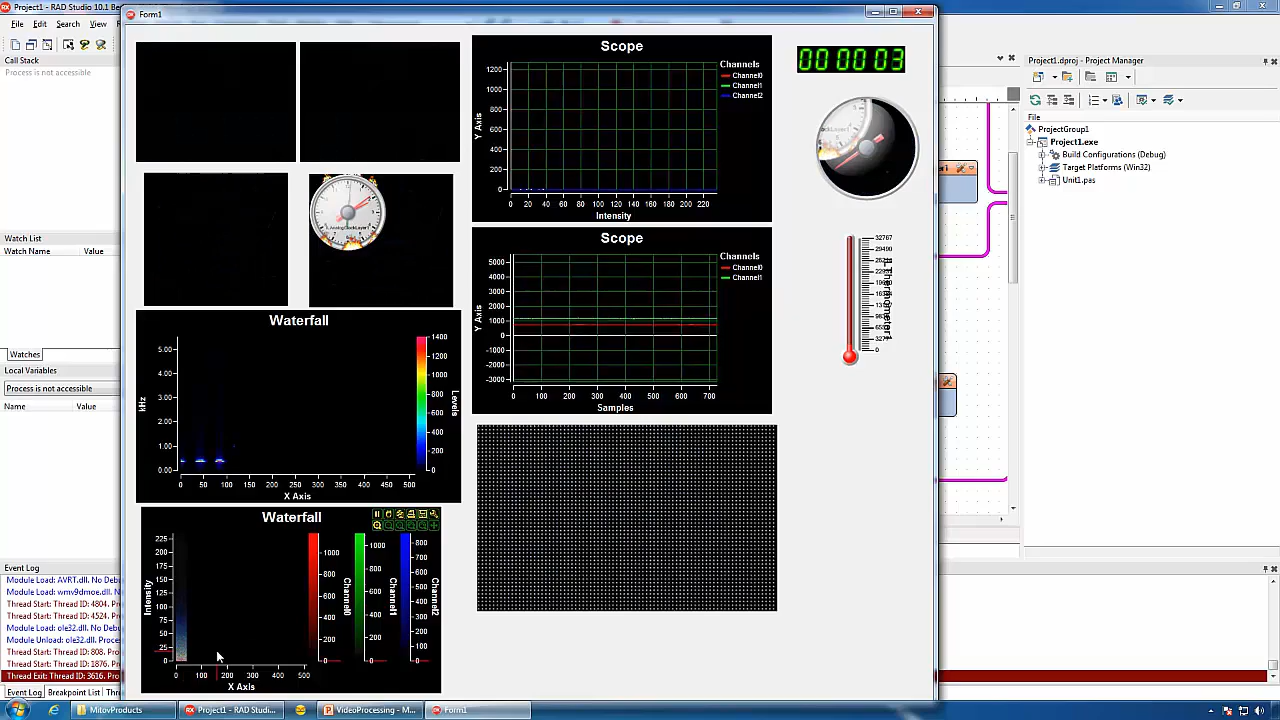 Project1 - RAD Studio 10.1 Be
Form1
File Edit Search View
Call Stack
Process is not accessible
Watch List
Watch Name Value
Watches
Local Variables
Process is not accessible
Name Value
Event Log
Module Load: AVRT.dll. No Debug
Module Load: wmv9dmoe.dll.
Thread Start: Thread ID: 4804. Pro
Thread Start: Thread ID: 4524.
Module Load: ole32.dll. No Debu
Module Unload: ole32.dll. Process
Thread Start: Thread ID: 808.
Thread Start: Thread ID: 1876. Pro
Thread Exit: Thread ID: 3616. Pro
Event Log Breakpoint List Thre
Scope
Channels
Channel0
Channel1
Channel2
Y Axis
1200
1000
800
600
400
200
0
0 20 40 60 80 100 120 140 160 180 200 220
Intensity
Scope
Channels
Channel0
Channel1
Y Axis
5000
4000
3000
2000
1000
0
-1000
-2000
-3000
0 100 200 300 400 500 600 700
Samples
00 00 03
AnalogClockLayer1
32767
29490
0
Thermometer1
Waterfall
kHz
5.00
4.00
3.00
2.00
1.00
0.00
0 50 100 150 200 250 300 350 400 450 500
X Axis
1400
1200
1000
800
600
400
200
0
Levels
Waterfall
Intensity
225
200
175
150
125
100
75
50
25
0
0 100 200 300 400 500
X Axis
1000
800
600
400
200
0
Channel0
1000
800
600
400
200
0
Channel1
800
700
600
500
400
300
200
100
0
Channel2
Project1.dproj - Project Manager
File
ProjectGroup1
Project1.exe
Build Configurations (Debug)
Target Platforms (Win32)
Unit1.pas
MitovProducts
Project1 - RAD Studi...
VideoProcessing - M...
Form1